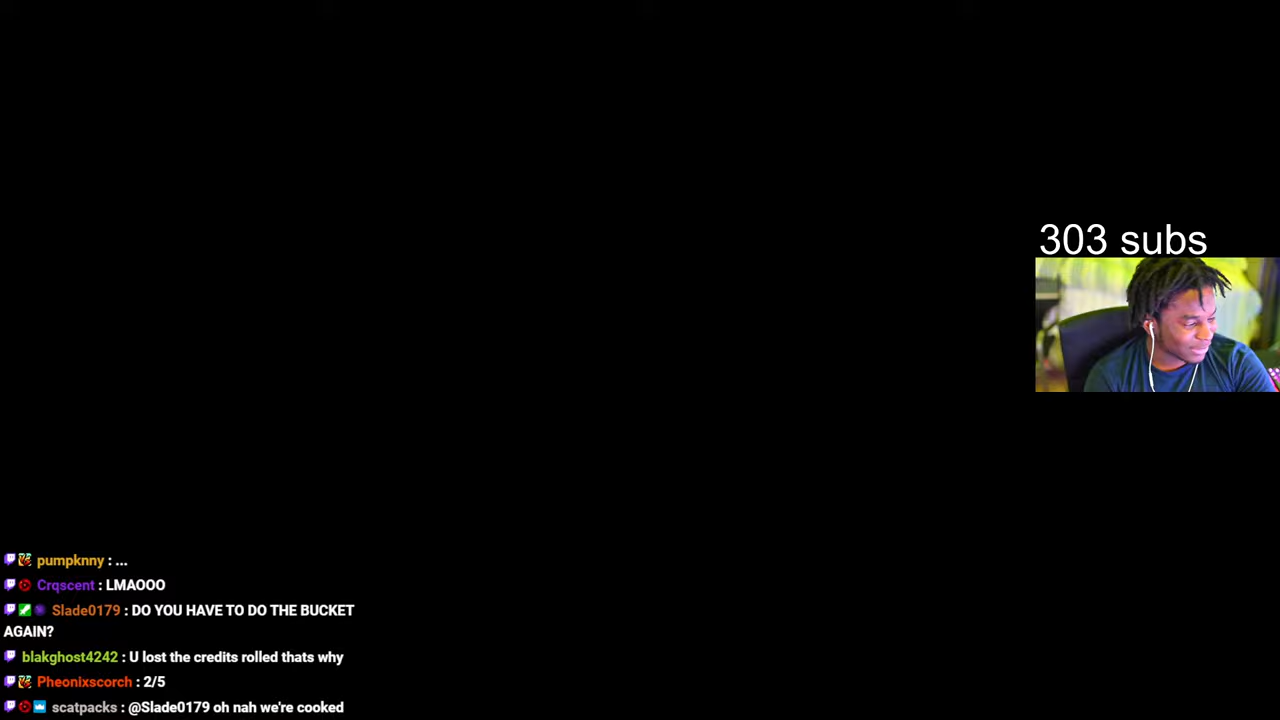 303 subs
pumpknny : ...
Crqscent : LMAOOO
Slade0179 : DO YOU HAVE TO DO THE BUCKET
AGAIN?
blakghost4242 : U lost the credits rolled thats why
Pheonixscorch : 2/5
scatpacks : @Slade0179 oh nah we're cooked